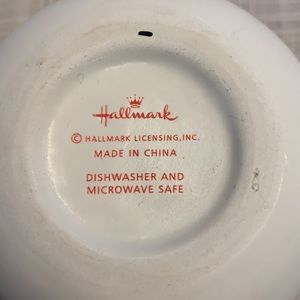 Hallmark
© HALLMARK LICENSING, INC.
MADE IN CHINA
DISHWASHER AND
MICROWAVE SAFE